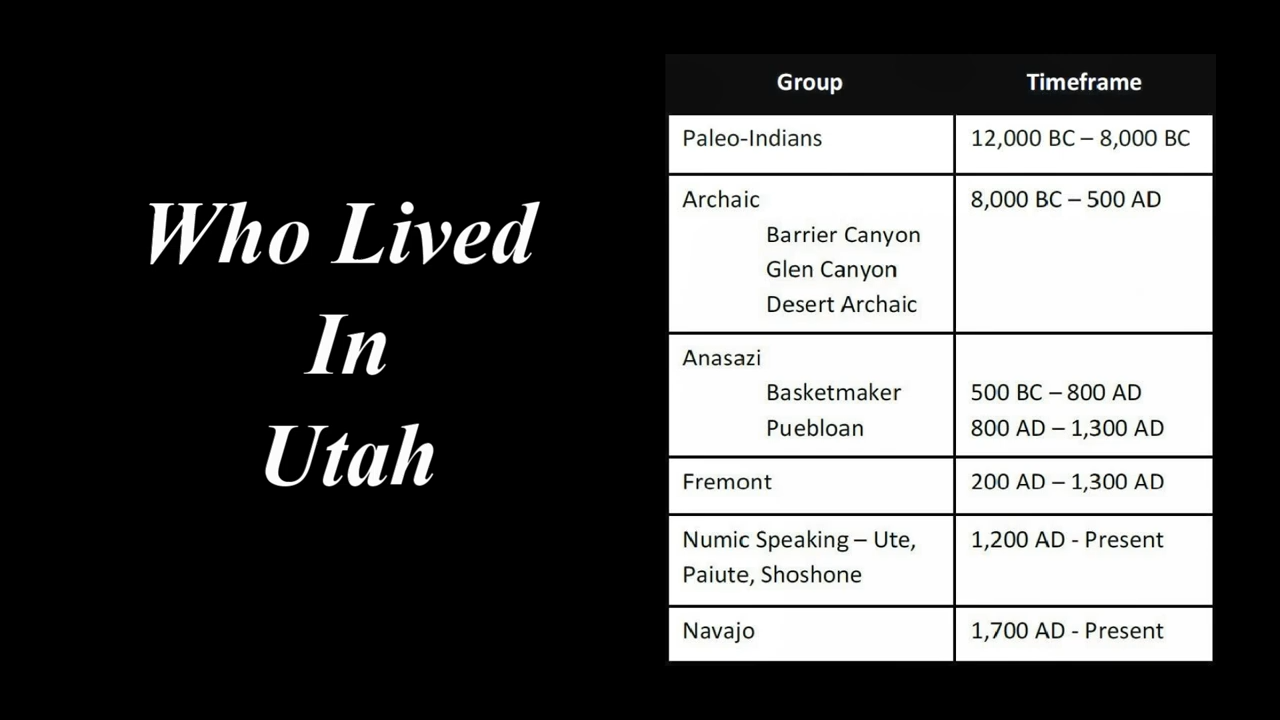 Who Lived
In
Utah
Group Timeframe
Paleo-Indians 12,000 BC – 8,000 BC
Archaic 8,000 BC – 500 AD
Barrier Canyon
Glen Canyon
Desert Archaic
Anasazi
Basketmaker 500 BC – 800 AD
Puebloan 800 AD – 1,300 AD
Fremont 200 AD – 1,300 AD
Numic Speaking – Ute, 1,200 AD - Present
Paiute, Shoshone
Navajo 1,700 AD - Present